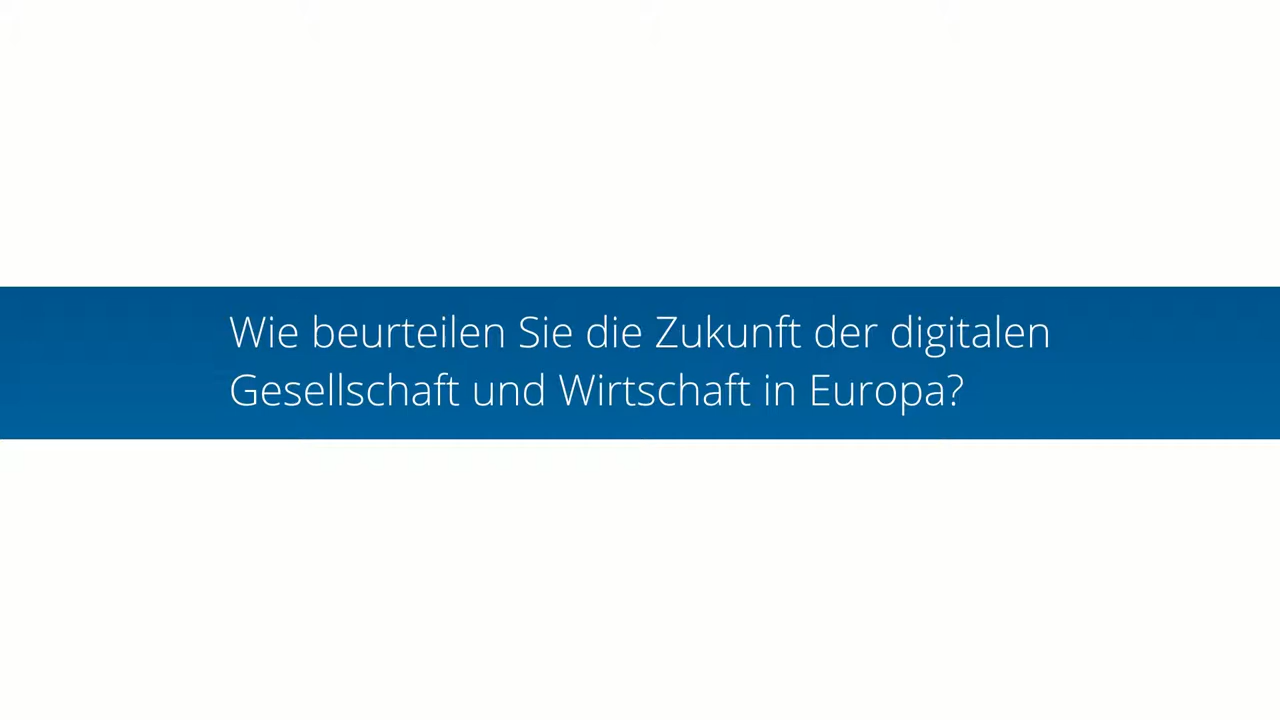 Wie beurteilen Sie die Zukunft der digitalen
Gesellschaft und Wirtschaft in Europa?